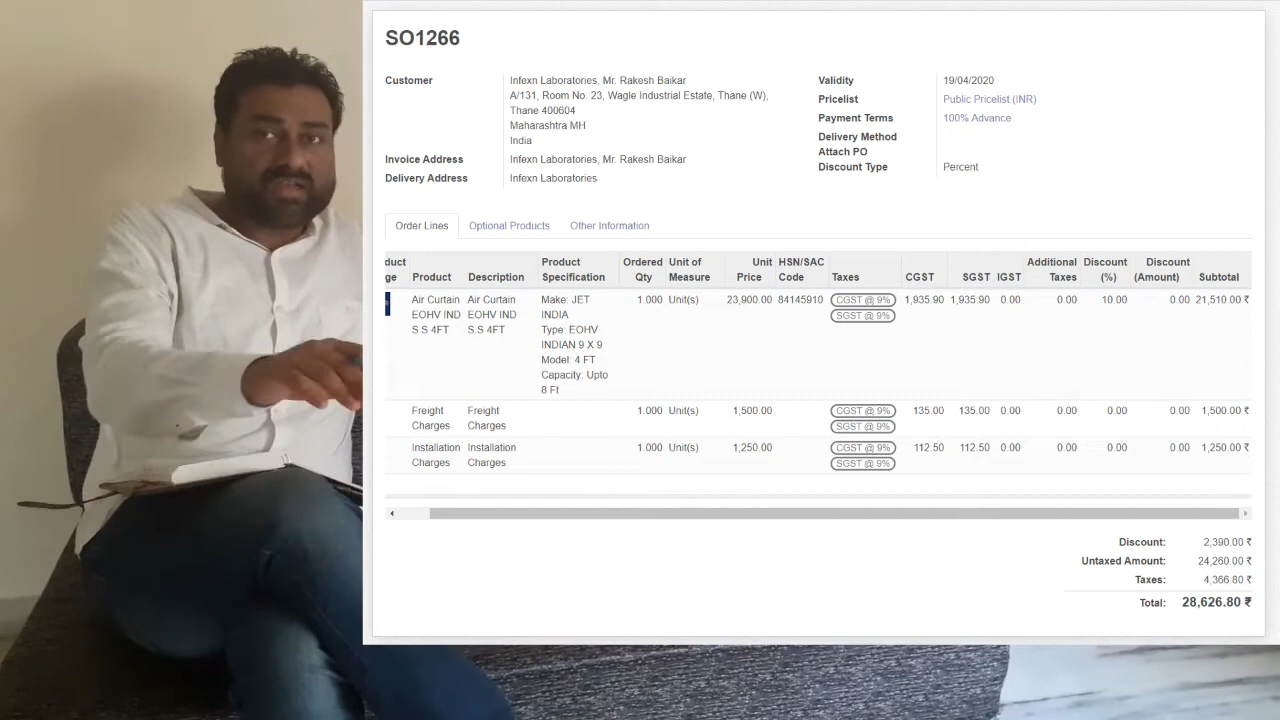 SO1266
Customer Infexn Laboratories, Mr. Rakesh Baikar
A/131, Room No. 23, Wagle Industrial Estate, Thane (W),
Thane 400604
Maharashtra MH
India
Invoice Address Infexn Laboratories, Mr. Rakesh Baikar
Delivery Address Infexn Laboratories
Validity 19/04/2020
Pricelist Public Pricelist (INR)
Payment Terms 100% Advance
Delivery Method
Attach PO
Discount Type Percent
Order Lines Optional Products Other Information
duct Product Ordered Unit of Unit HSN/SAC Additional Discount Discount
ge Product Description Specification Qty Measure Price Code Taxes CGST SGST IGST Taxes (%) (Amount) Subtotal
Air Curtain Air Curtain Make: JET 1.000 Unit(s) 23,900.00 84145910 CGST @ 9% 1,935.90 1,935.90 0.00 0.00 10.00 0.00 21,510.00 ₹
EOHV IND EOHV IND INDIA SGST @ 9%
S.S 4FT S.S 4FT Type: EOHV
INDIAN 9 X 9
Model: 4 FT
Capacity: Upto
8 Ft
Freight Freight 1.000 Unit(s) 1,500.00 CGST @ 9% 135.00 135.00 0.00 0.00 0.00 0.00 1,500.00 ₹
Charges Charges SGST @ 9%
Installation Installation 1.000 Unit(s) 1,250.00 CGST @ 9% 112.50 112.50 0.00 0.00 0.00 0.00 1,250.00 ₹
Charges Charges SGST @ 9%
Discount: 2,390.00 ₹
Untaxed Amount: 24,260.00 ₹
Taxes: 4,366.80 ₹
Total: 28,626.80 ₹